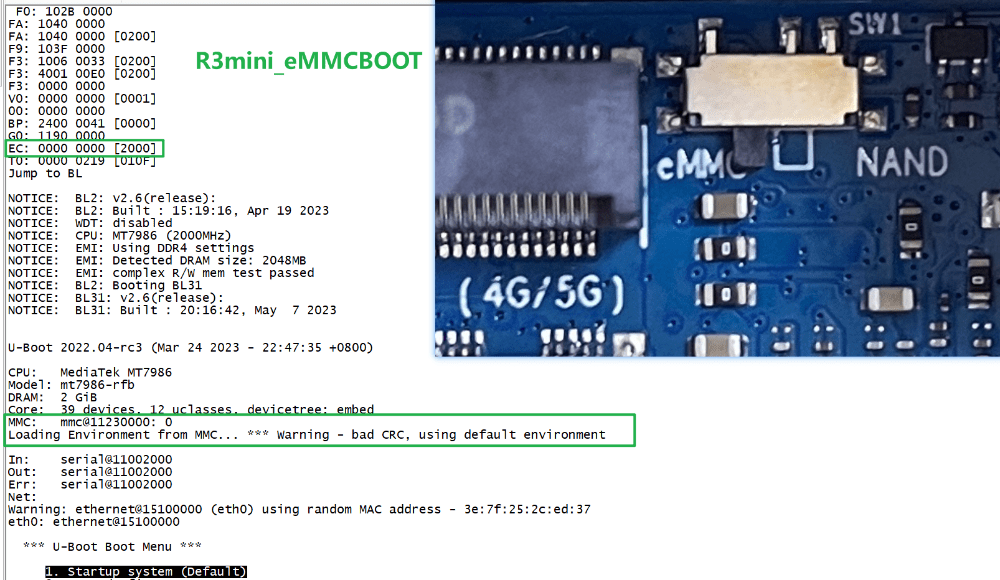 F0: 102B 0000
FA: 1040 0000
FA: 1040 0000 [0200]
F9: 103F 0000
F3: 1006 0033 [0200]
F3: 4001 00E0 [0200]
F3: 0000 0000
V0: 0000 0000 [0001]
00: 0000 0000
BP: 2400 0041 [0000]
G0: 1190 0000
EC: 0000 0000 [2000]
T0: 0000 0219 [010F]
Jump to BL
NOTICE:  BL2: v2.6(release):
NOTICE:  BL2: Built : 15:19:16, Apr 19 2023
NOTICE:  WDT: disabled
NOTICE:  CPU: MT7986 (2000MHz)
NOTICE:  EMI: Using DDR4 settings
NOTICE:  EMI: Detected DRAM size: 2048MB
NOTICE:  EMI: complex R/W mem test passed
NOTICE:  BL2: Booting BL31
NOTICE:  BL31: v2.6(release):
NOTICE:  BL31: Built : 20:16:42, May  7 2023
U-Boot 2022.04-rc3 (Mar 24 2023 - 22:47:35 +0800)
CPU:   MediaTek MT7986
Model: mt7986-rfb
DRAM:  2 GiB
Core:  39 devices, 12 uclasses, devicetree: embed
MMC:   mmc@11230000: 0
Loading Environment from MMC... *** Warning - bad CRC, using default environment
In:    serial@11002000
Out:   serial@11002000
Err:   serial@11002000
Net:
Warning: ethernet@15100000 (eth0) using random MAC address - 3e:7f:25:2c:ed:37
eth0: ethernet@15100000
*** U-Boot Boot Menu ***
1. Startup system (Default)
R3mini_eMMCBOOT
SW1
eMMC
NAND
(4G/5G)